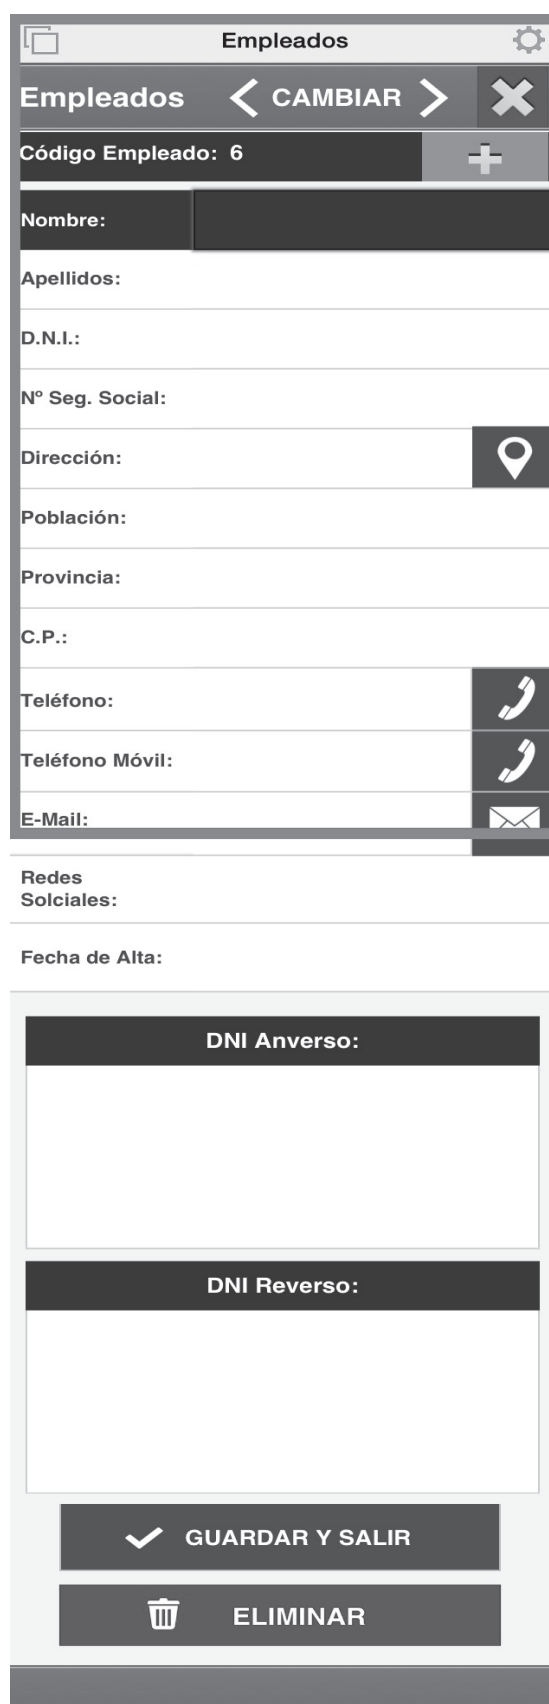 Empleados
Empleados CAMBIAR
Código Empleado: 6
Nombre:
Apellidos:
D.N.I.:
Nº Seg. Social:
Dirección:
Población:
Provincia:
C.P.:
Teléfono:
Teléfono Móvil:
E-Mail:
Redes
Solciales:
Fecha de Alta:
DNI Anverso:
DNI Reverso:
GUARDAR Y SALIR
ELIMINAR